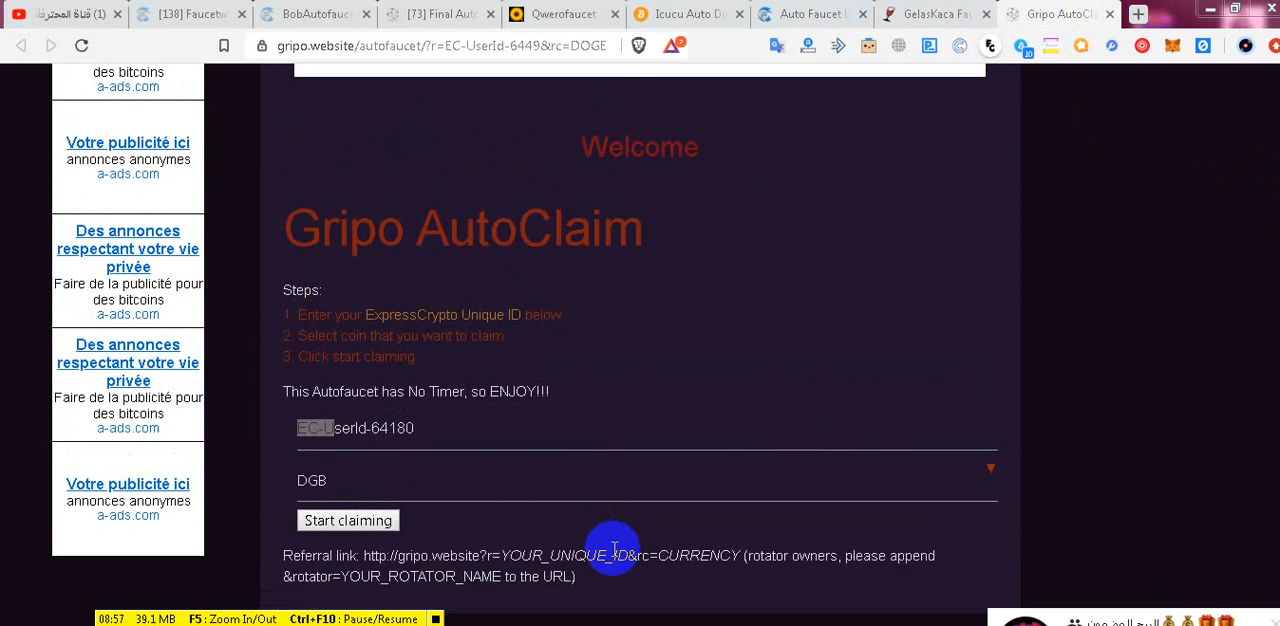 (1) قناة المحترفا
[138] Faucetw
BobAutofauc
[73] Final Auto
Qwerofaucet
Icucu Auto D
Auto Faucet L
GelasKaca Fa
Gripo AutoCl
gripo.website/autofaucet/?r=EC-UserId-6449&rc=DOGE
des bitcoins
a-ads.com
Votre publicité ici
annonces anonymes
a-ads.com
Des annonces
respectant votre vie
privée
Faire de la publicité pour
des bitcoins
a-ads.com
Des annonces
respectant votre vie
privée
Faire de la publicité pour
des bitcoins
a-ads.com
Votre publicité ici
annonces anonymes
a-ads.com
Welcome
Gripo AutoClaim
Steps:
1. Enter your ExpressCrypto Unique ID below
2. Select coin that you want to claim
3. Click start claiming
This Autofaucet has No Timer, so ENJOY!!!
EC-UserId-64180
DGB
Start claiming
Referral link: http://gripo.website?r=YOUR_UNIQUE_ID&rc=CURRENCY (rotator owners, please append
&rotator=YOUR_ROTATOR_NAME to the URL)
08:57 39.1 MB F5 : Zoom In/Out Ctrl+F10 : Pause/Resume